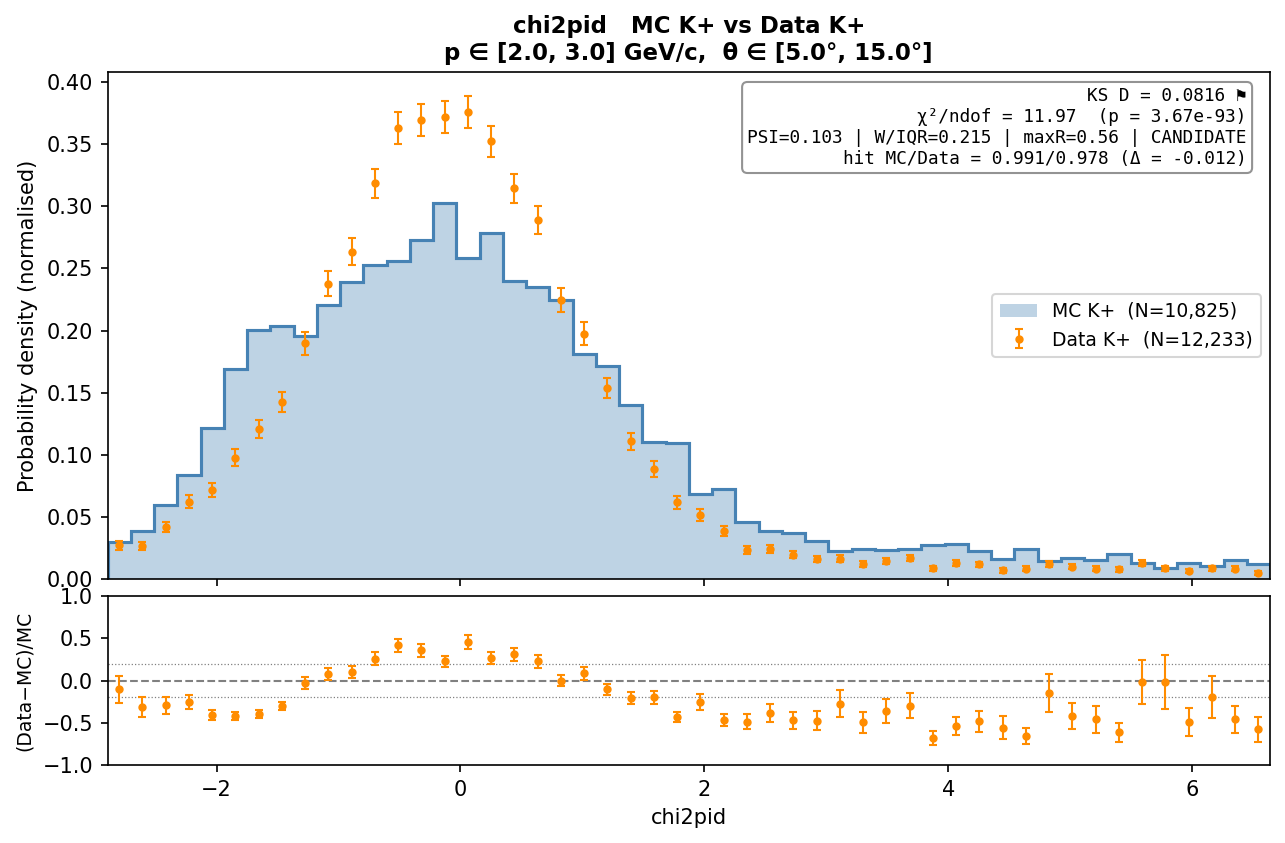 chi2pid   MC K+ vs Data K+
p ∈ [2.0, 3.0] GeV/c,  θ ∈ [5.0°, 15.0°]
KS D = 0.0816 ⚑
χ²/ndof = 11.97  (p = 3.67e-93)
PSI=0.103 | W/IQR=0.215 | maxR=0.56 | CANDIDATE
hit MC/Data = 0.991/0.978 (Δ = -0.012)
MC K+  (N=10,825)
Data K+  (N=12,233)
Probability density (normalised)
0.40
0.35
0.30
0.25
0.20
0.15
0.10
0.05
0.00
(Data−MC)/MC
1.0
0.5
0.0
−0.5
−1.0
−2
0
2
4
6
chi2pid